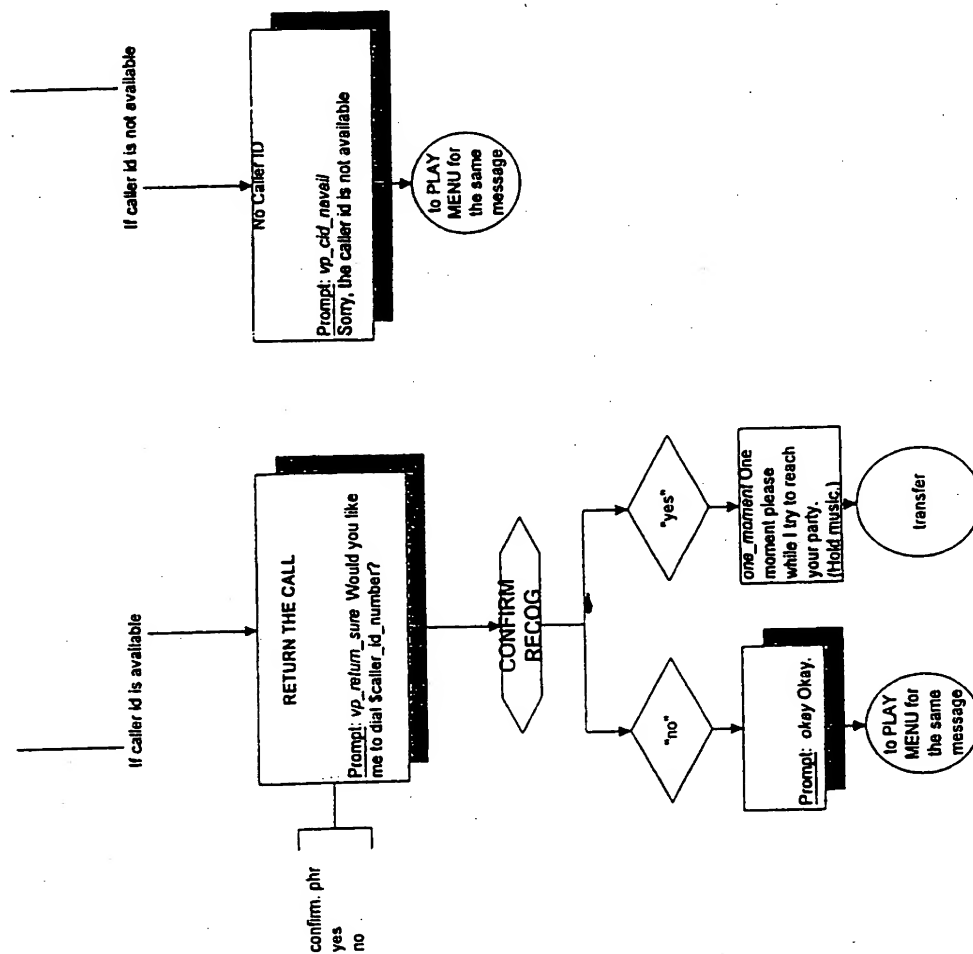 If caller id is available
RETURN THE CALL
Prompt: vp_return_sure Would you like
me to dial $caller_id_number?
confirm. phr
yes
no
CONFIRM
RECOG
"no"
Prompt: okay Okay.
to PLAY
MENU for
the same
message
"yes"
one_moment One
moment please
while I try to reach
your party.
(Hold music.)
transfer
If caller id is not available
No Caller ID
Prompt: vp_cid_navail
Sorry, the caller id is not available
to PLAY
MENU for
the same
message